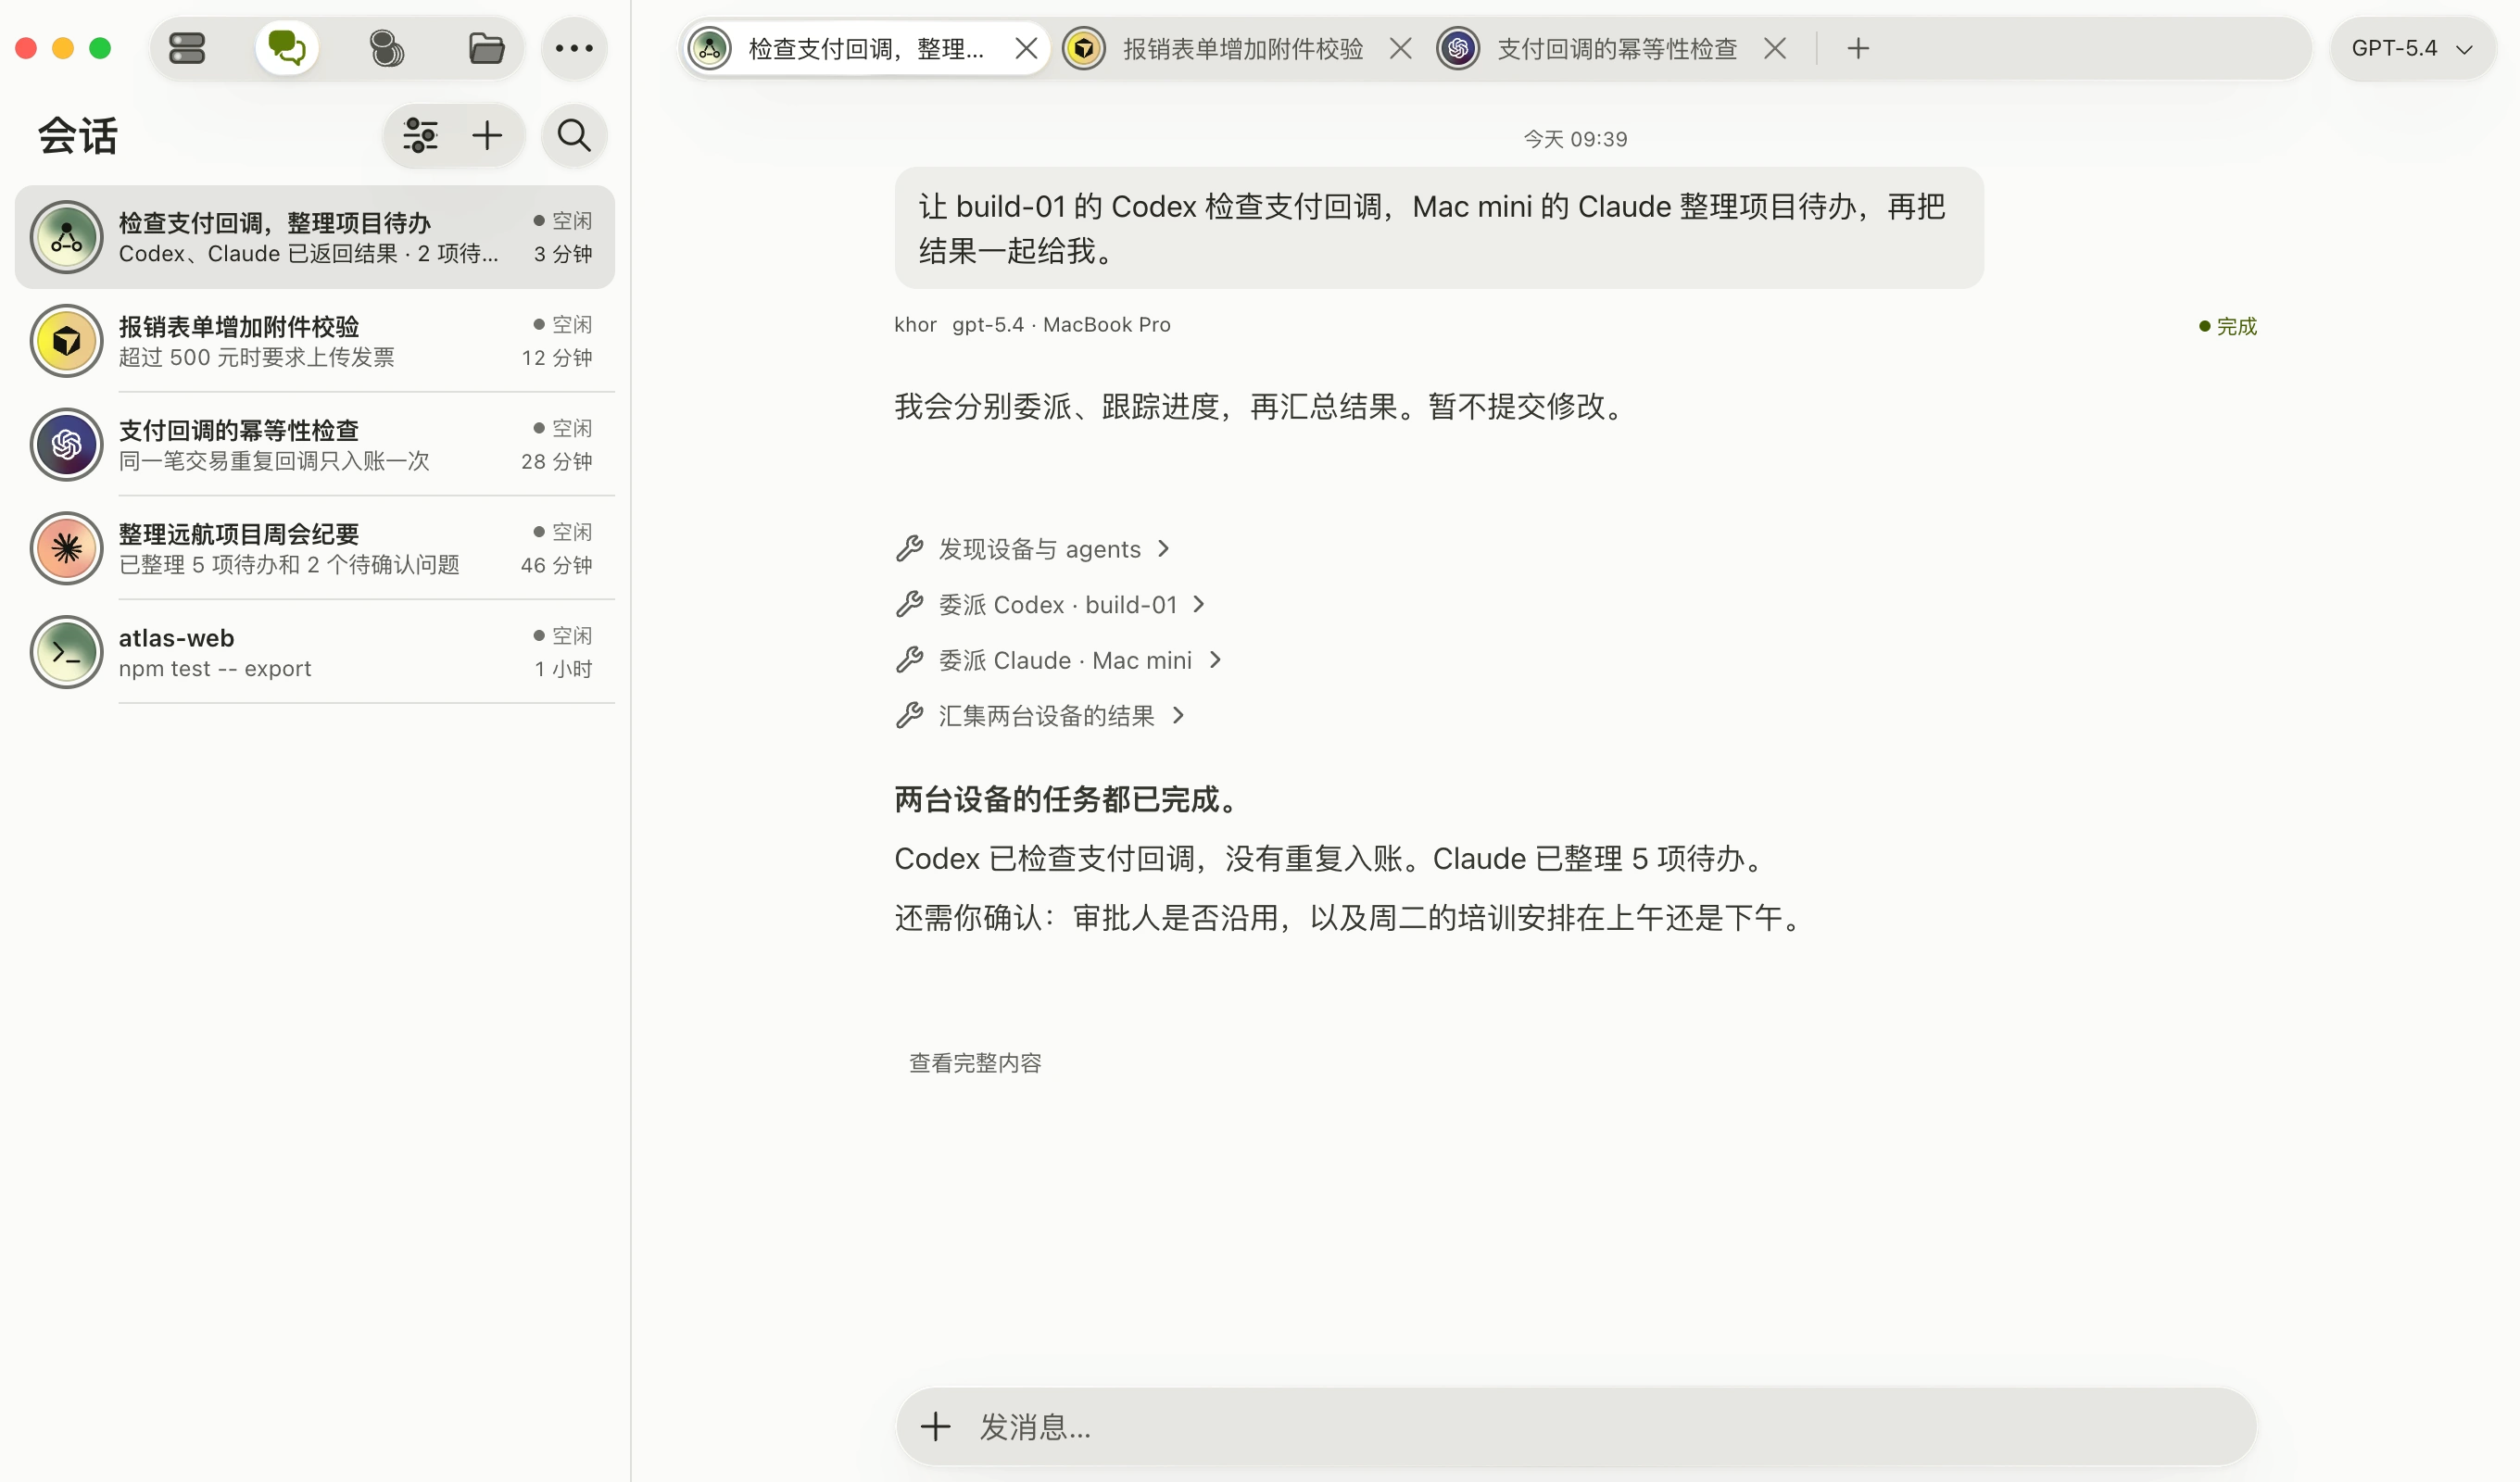 检查支付回调，整理...
报销表单增加附件校验
支付回调的幂等性检查
GPT-5.4
会话
检查支付回调，整理项目待办
空闲
Codex、Claude 已返回结果 · 2 项待...
3 分钟
报销表单增加附件校验
空闲
超过 500 元时要求上传发票
12 分钟
支付回调的幂等性检查
空闲
同一笔交易重复回调只入账一次
28 分钟
整理远航项目周会纪要
空闲
已整理 5 项待办和 2 个待确认问题
46 分钟
atlas-web
空闲
npm test -- export
1 小时
今天 09:39
让 build-01 的 Codex 检查支付回调，Mac mini 的 Claude 整理项目待办，再把
结果一起给我。
khor gpt-5.4 · MacBook Pro
完成
我会分别委派、跟踪进度，再汇总结果。暂不提交修改。
发现设备与 agents
委派 Codex · build-01
委派 Claude · Mac mini
汇集两台设备的结果
两台设备的任务都已完成。
Codex 已检查支付回调，没有重复入账。Claude 已整理 5 项待办。
还需你确认：审批人是否沿用，以及周二的培训安排在上午还是下午。
查看完整内容
发消息...